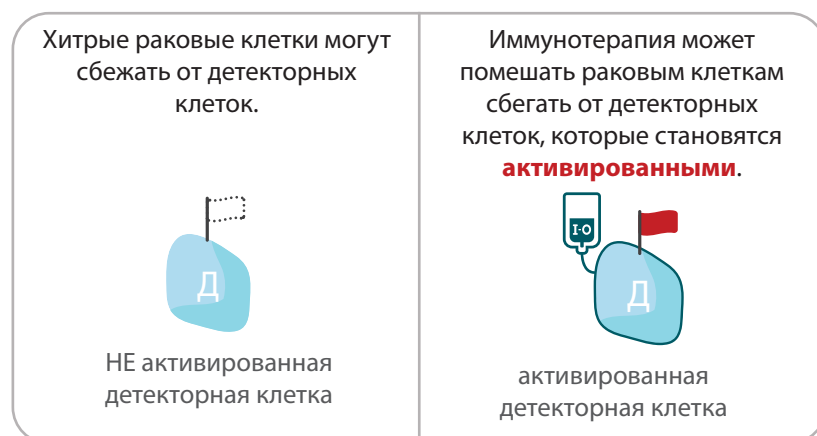 Хитрые раковые клетки могут
сбежать от детекторных
клеток.
Д
НЕ активированная
детекторная клетка
Иммунотерапия может
помешать раковым клеткам
сбегать от детекторных
клеток, которые становятся
активированными.
I-O
Д
активированная
детекторная клетка